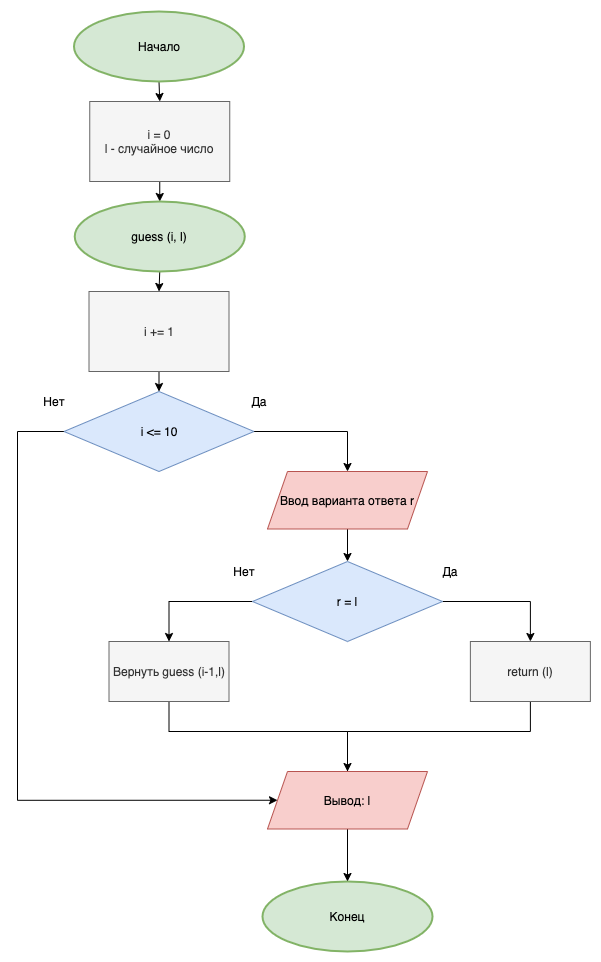 Начало
i = 0
l - случайное число
guess (i, l)
i += 1
Нет
Да
i <= 10
Ввод варианта ответа r
Нет
Да
r = l
Вернуть guess (i-1,l)
return (l)
Вывод: l
Конец